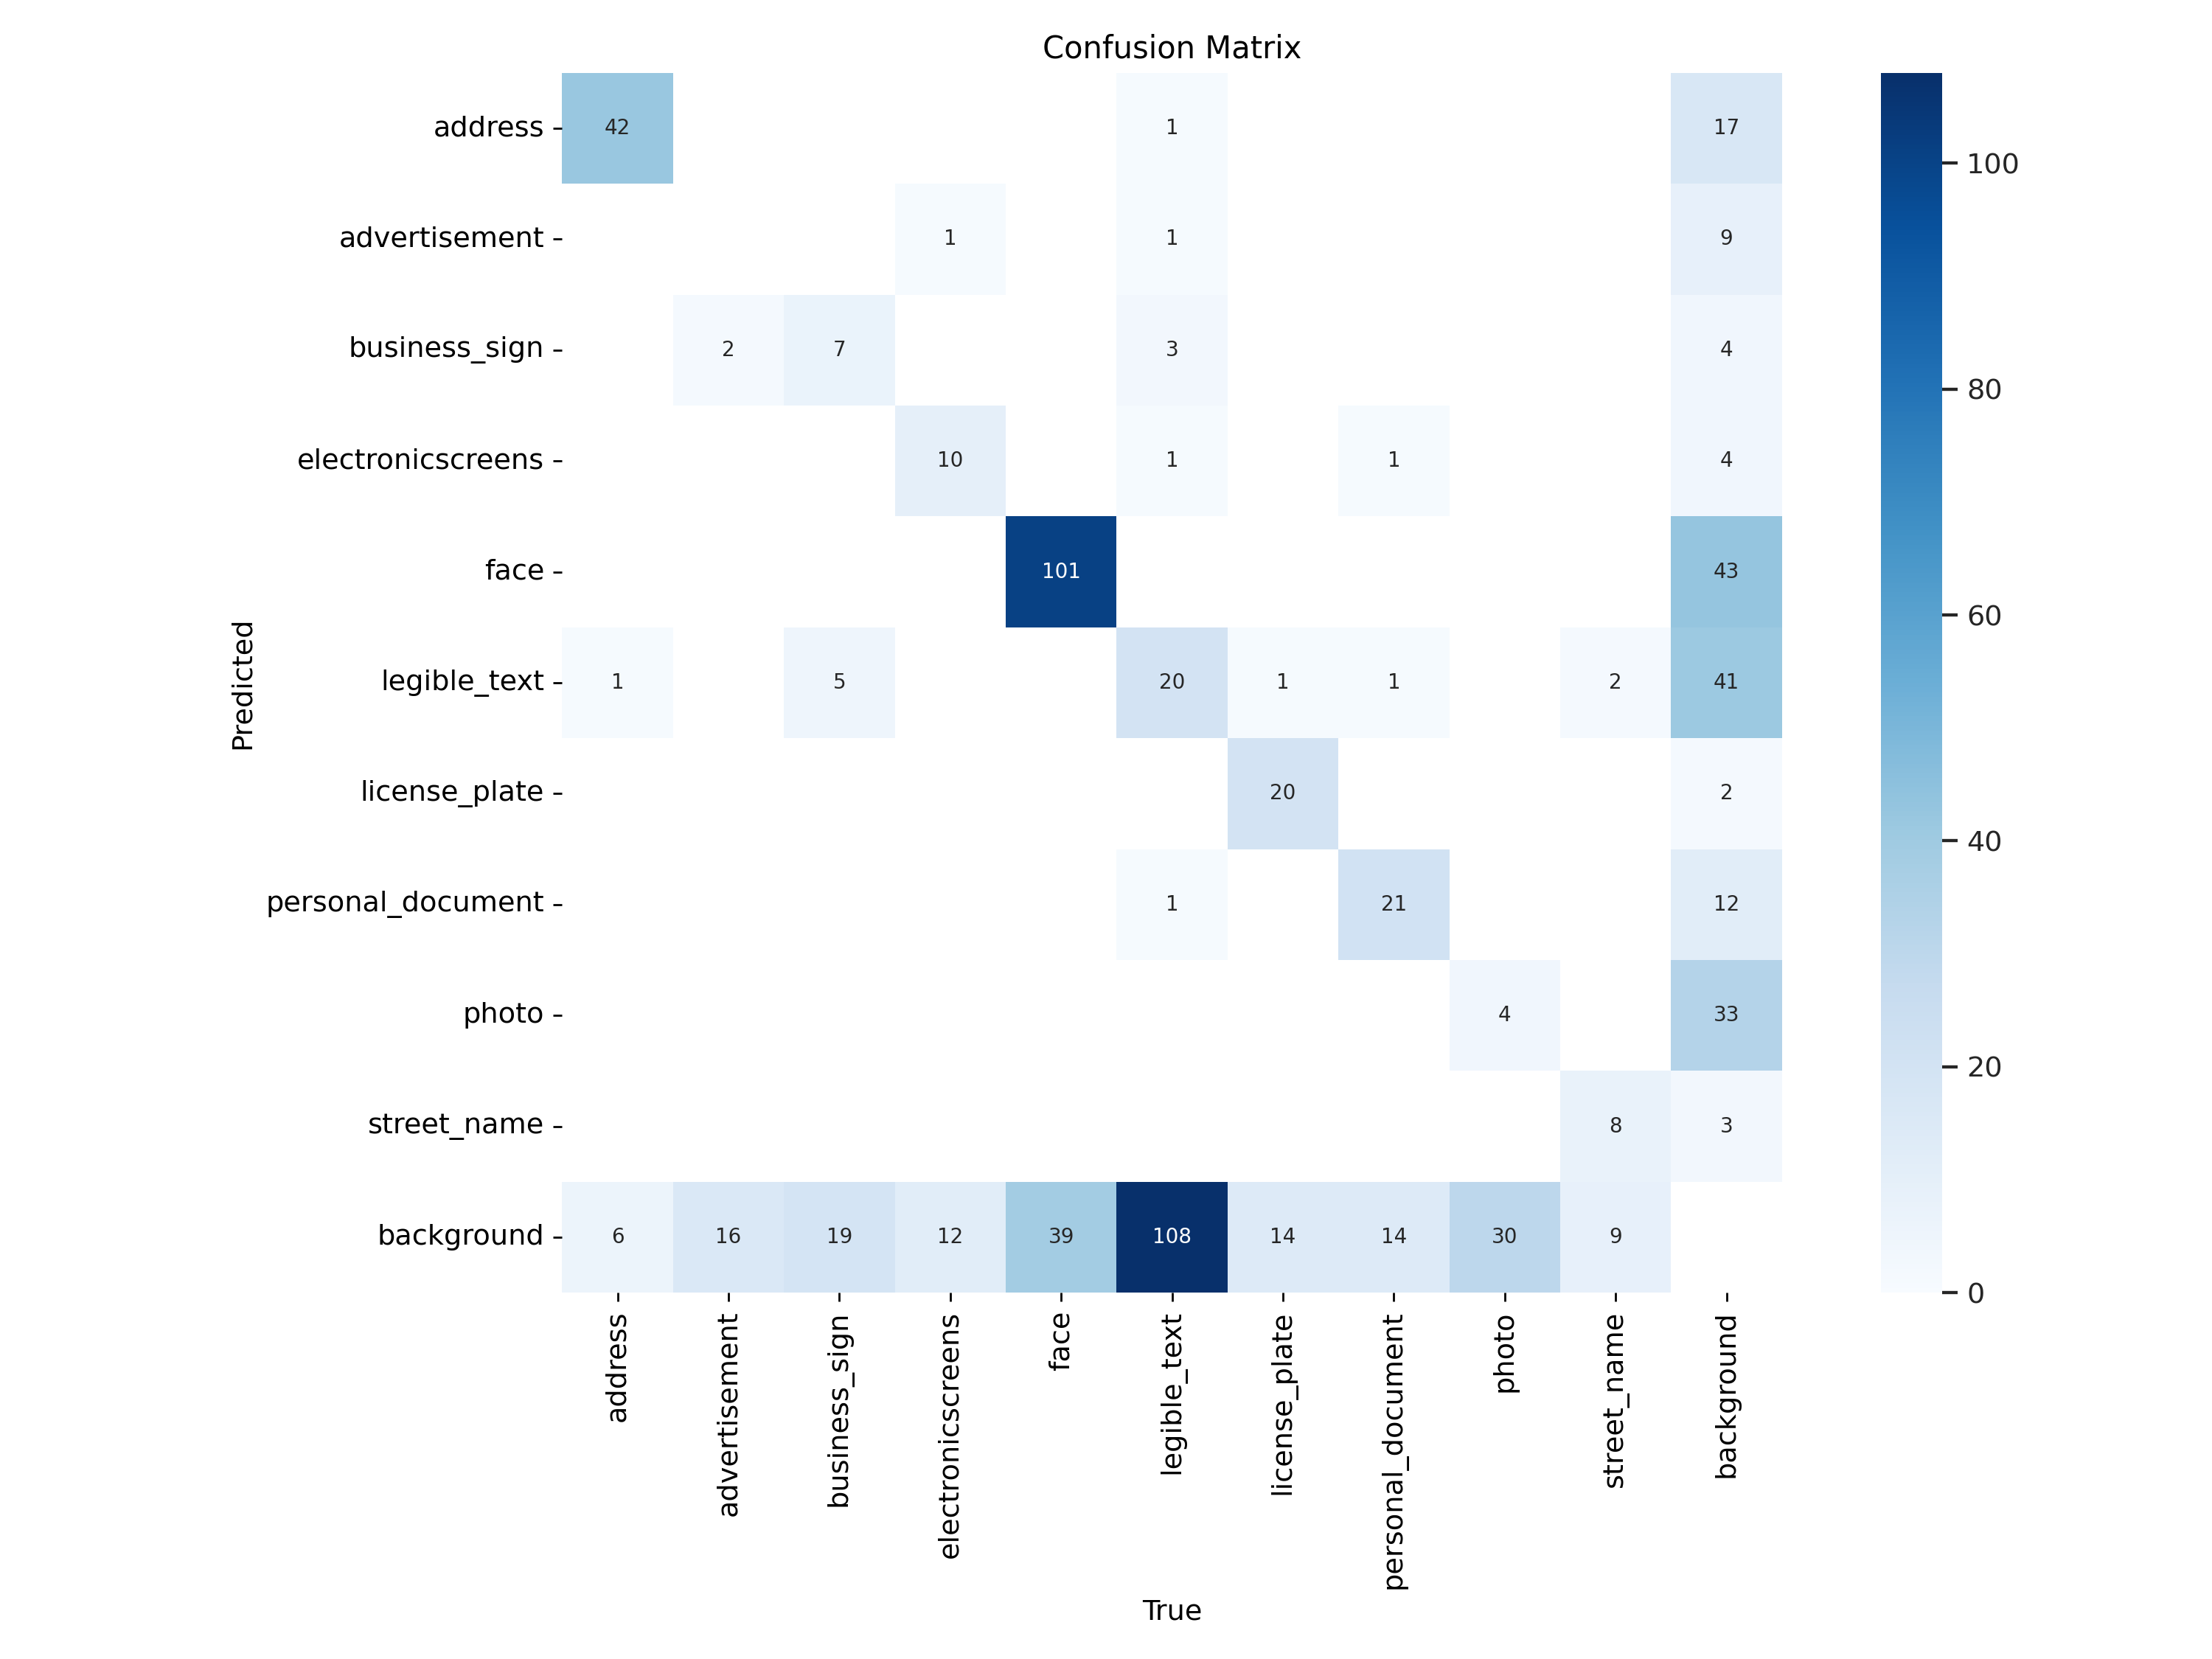 Confusion Matrix
address 42 1 17
advertisement 1 1 9
business_sign 2 7 3 4
electronicscreens 10 1 1 4
face 101 43
legible_text 1 5 20 1 1 2 41
license_plate 20 2
personal_document 1 21 12
photo 4 33
street_name 8 3
background 6 16 19 12 39 108 14 14 30 9
Predicted
address
advertisement
business_sign
electronicscreens
face
legible_text
license_plate
personal_document
photo
street_name
background
True
100
80
60
40
20
0